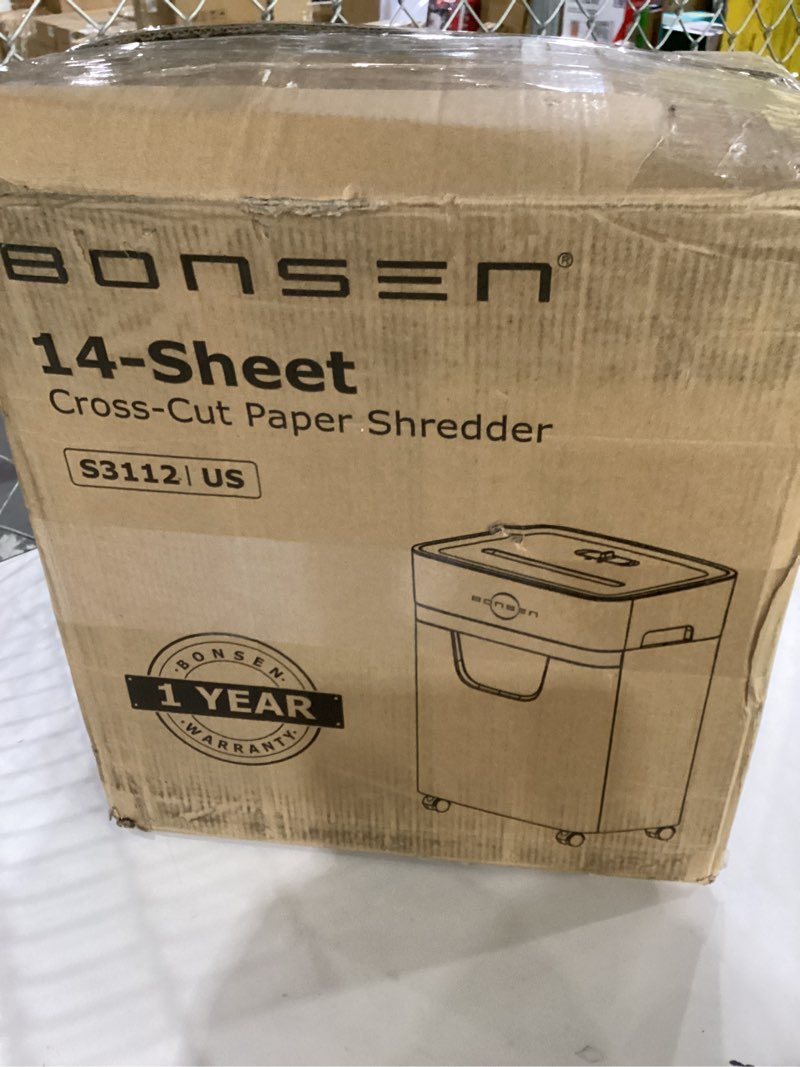 BONSEN®
14-Sheet
Cross-Cut Paper Shredder
S3112 | US
BONSEN
BONSEN
1 YEAR
WARRANTY